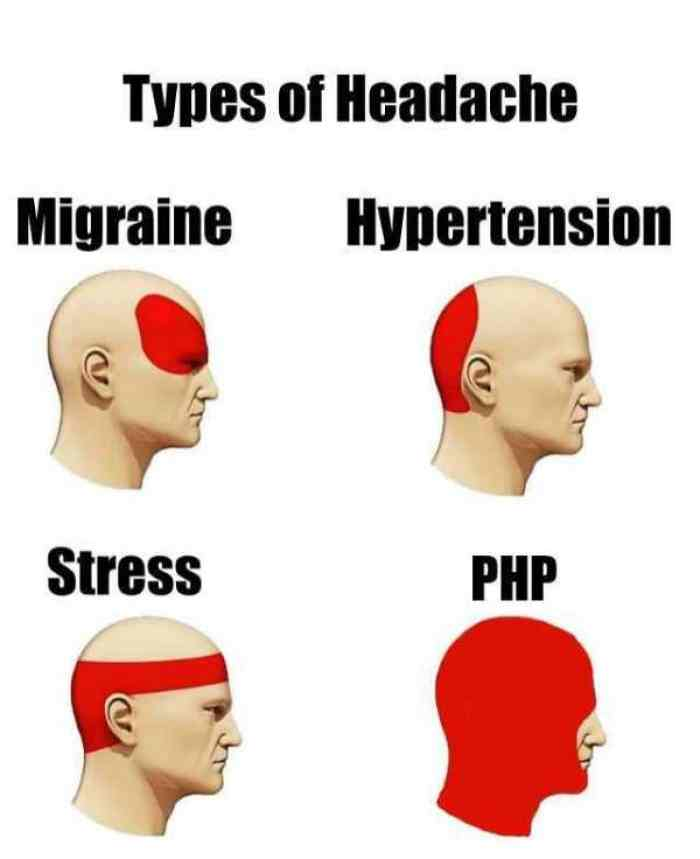 Types of Headache
Migraine Hypertension
Stress PHP